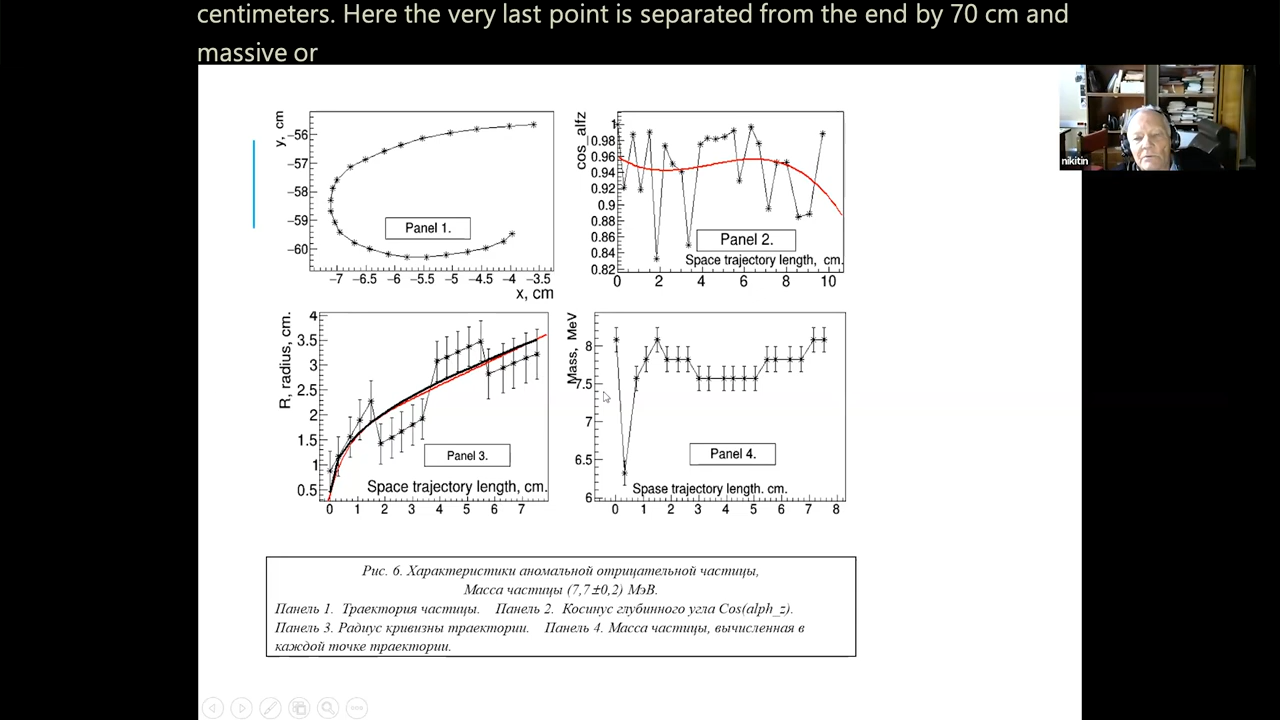 centimeters. Here the very last point is separated from the end by 70 cm and
massive or
nikitin
y, cm
−56
−57
−58
−59
−60
Panel 1.
−7 −6.5 −6 −5.5 −5 −4.5 −4 −3.5
x, cm
cos_alfz
1
0.98
0.96
0.94
0.92
0.9
0.88
0.86
0.84
0.82
Panel 2.
Space trajectory length, cm.
0 2 4 6 8 10
R, radius, cm.
4
3.5
3
2.5
2
1.5
1
0.5
Panel 3.
Space trajectory length, cm.
0 1 2 3 4 5 6 7
Mass, MeV
8
7.5
7
6.5
6
Panel 4.
Spase trajectory length. cm.
0 1 2 3 4 5 6 7 8
Рис. 6. Характеристики аномальной отрицательной частицы,
Масса частицы (7,7±0,2) МэВ.
Панель 1. Траектория частицы. Панель 2. Косинус глубинного угла Cos(alph_z).
Панель 3. Радиус кривизны траектории. Панель 4. Масса частицы, вычисленная в
каждой точке траектории.